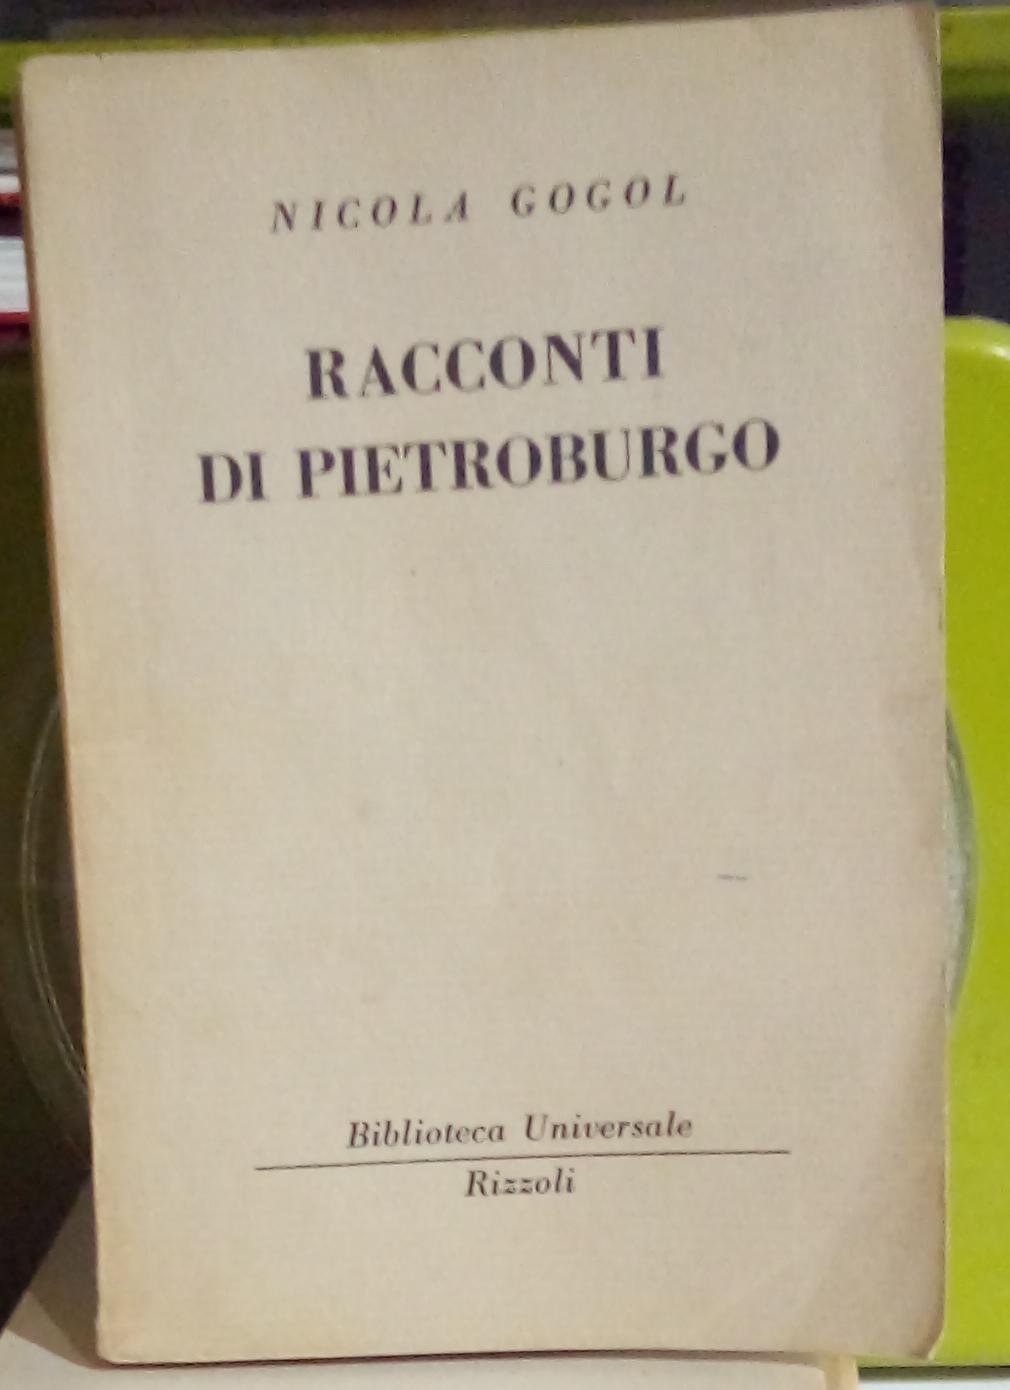 NICOLA GOGOL
RACCONTI
DI PIETROBURGO
Biblioteca Universale
Rizzoli